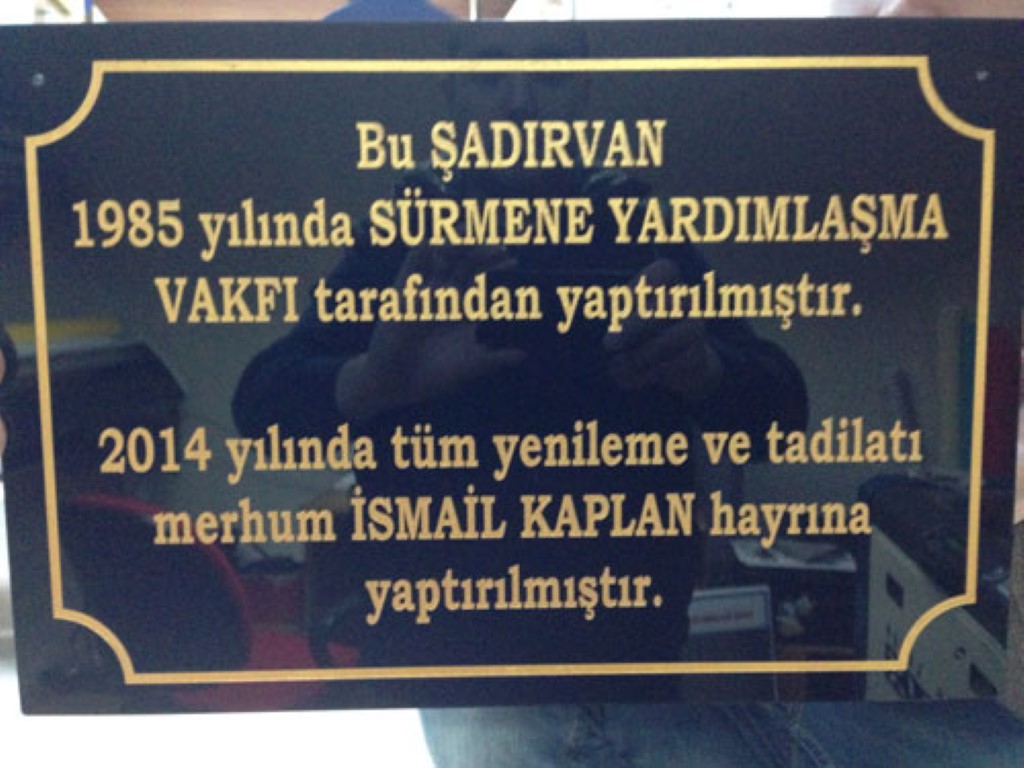 Bu ŞADIRVAN
1985 yılında SÜRMENE YARDIMLAŞMA
VAKFI tarafından yaptırılmıştır.
2014 yılında tüm yenileme ve tadilatı
merhum İSMAİL KAPLAN hayrına
yaptırılmıştır.